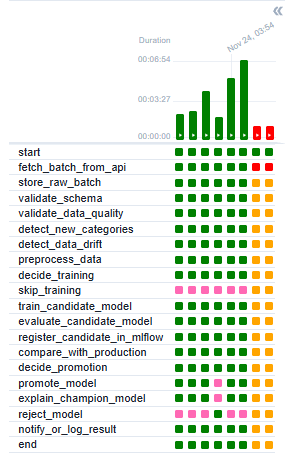 «
Nov 24, 03:54
Duration
00:06:54
00:03:27
00:00:00
start
fetch_batch_from_api
store_raw_batch
validate_schema
validate_data_quality
detect_new_categories
detect_data_drift
preprocess_data
decide_training
skip_training
train_candidate_model
evaluate_candidate_model
register_candidate_in_mlflow
compare_with_production
decide_promotion
promote_model
explain_champion_model
reject_model
notify_or_log_result
end